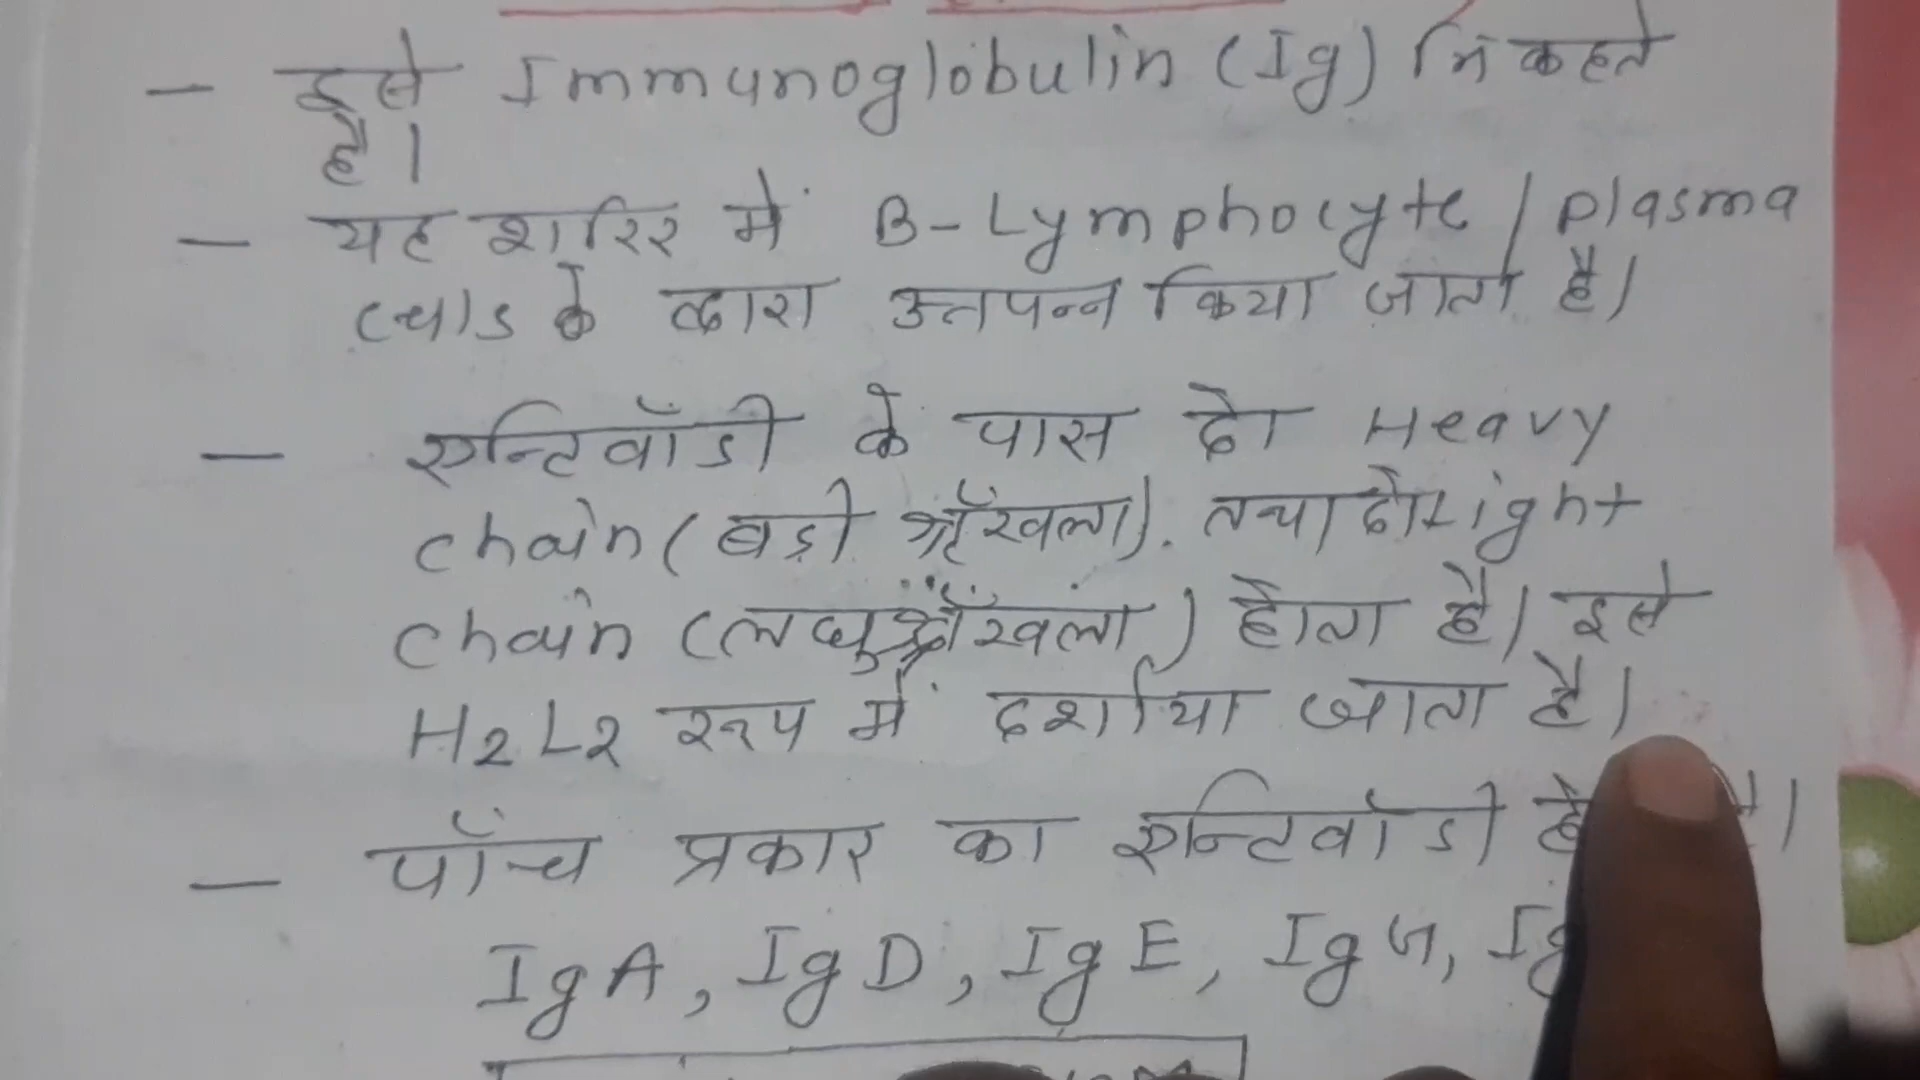 - इसे Immunoglobulin (Ig) भि कहते
है।
- यह शरिर में B-Lymphocyte / plasma
cells के द्वारा उत्तपन्न किया जाता है।
- एन्टिवॉडी के पास दो Heavy
chain (बड़ी श्रृँखला). तथा दो Light
chain (लघु श्रृँखला) होता है। इसे
H2L2 रूप में दर्शाया जाता है।
- पाँच प्रकार का एन्टिवॉडी
IgA, IgD, IgE, IgG,